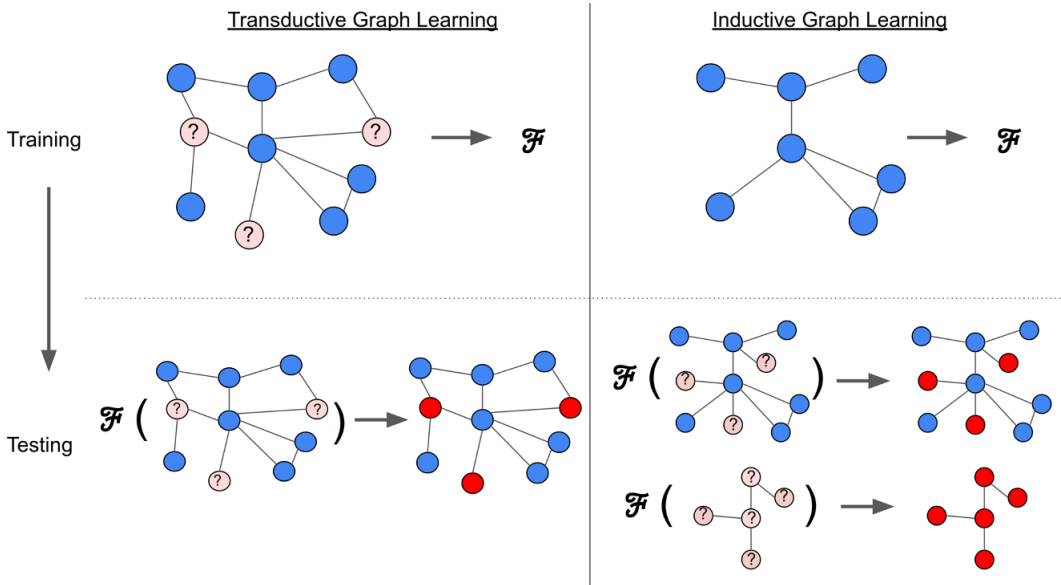 Transductive Graph Learning
Inductive Graph Learning
Training
?
?
?
ℱ
ℱ
Testing
ℱ ( ? ? ? )
ℱ ( ? ? ? )
ℱ ( ? ? ? ? ? )